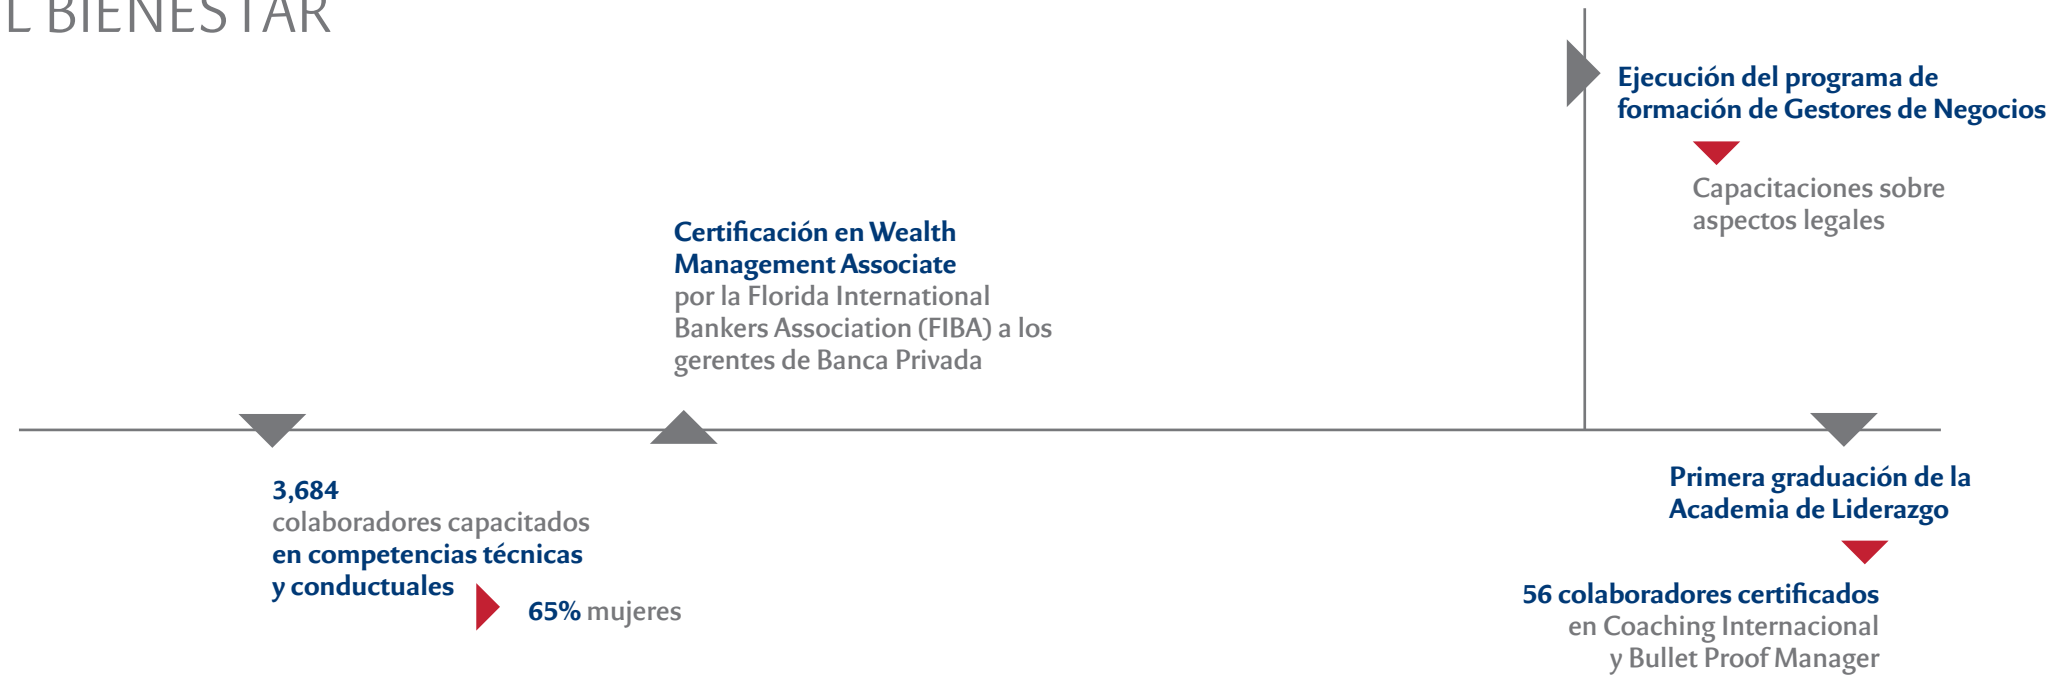 L BIENESTAR
Ejecución del programa de
formación de Gestores de Negocios
Capacitaciones sobre
aspectos legales
Certificación en Wealth
Management Associate
por la Florida International
Bankers Association (FIBA) a los
gerentes de Banca Privada
3,684
colaboradores capacitados
en competencias técnicas
y conductuales
65% mujeres
Primera graduación de la
Academia de Liderazgo
56 colaboradores certificados
en Coaching Internacional
y Bullet Proof Manager